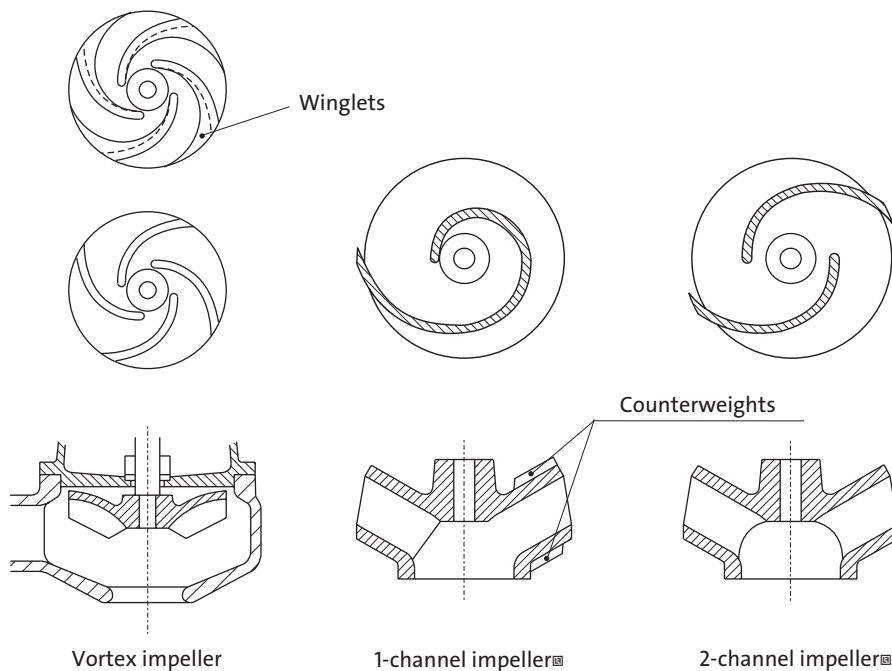 Winglets
Counterweights
Vortex impeller
1-channel impeller
2-channel impeller